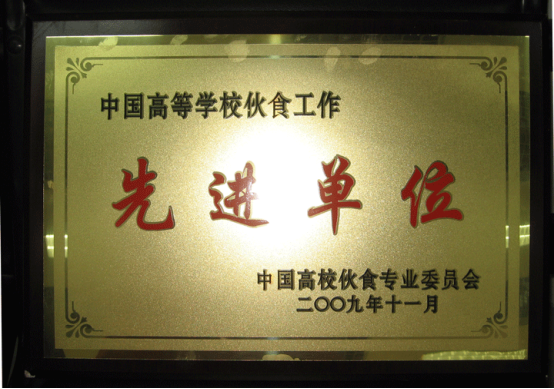 中国高等学校伙食工作
先进单位
中国高校伙食专业委员会
二〇〇九年十一月